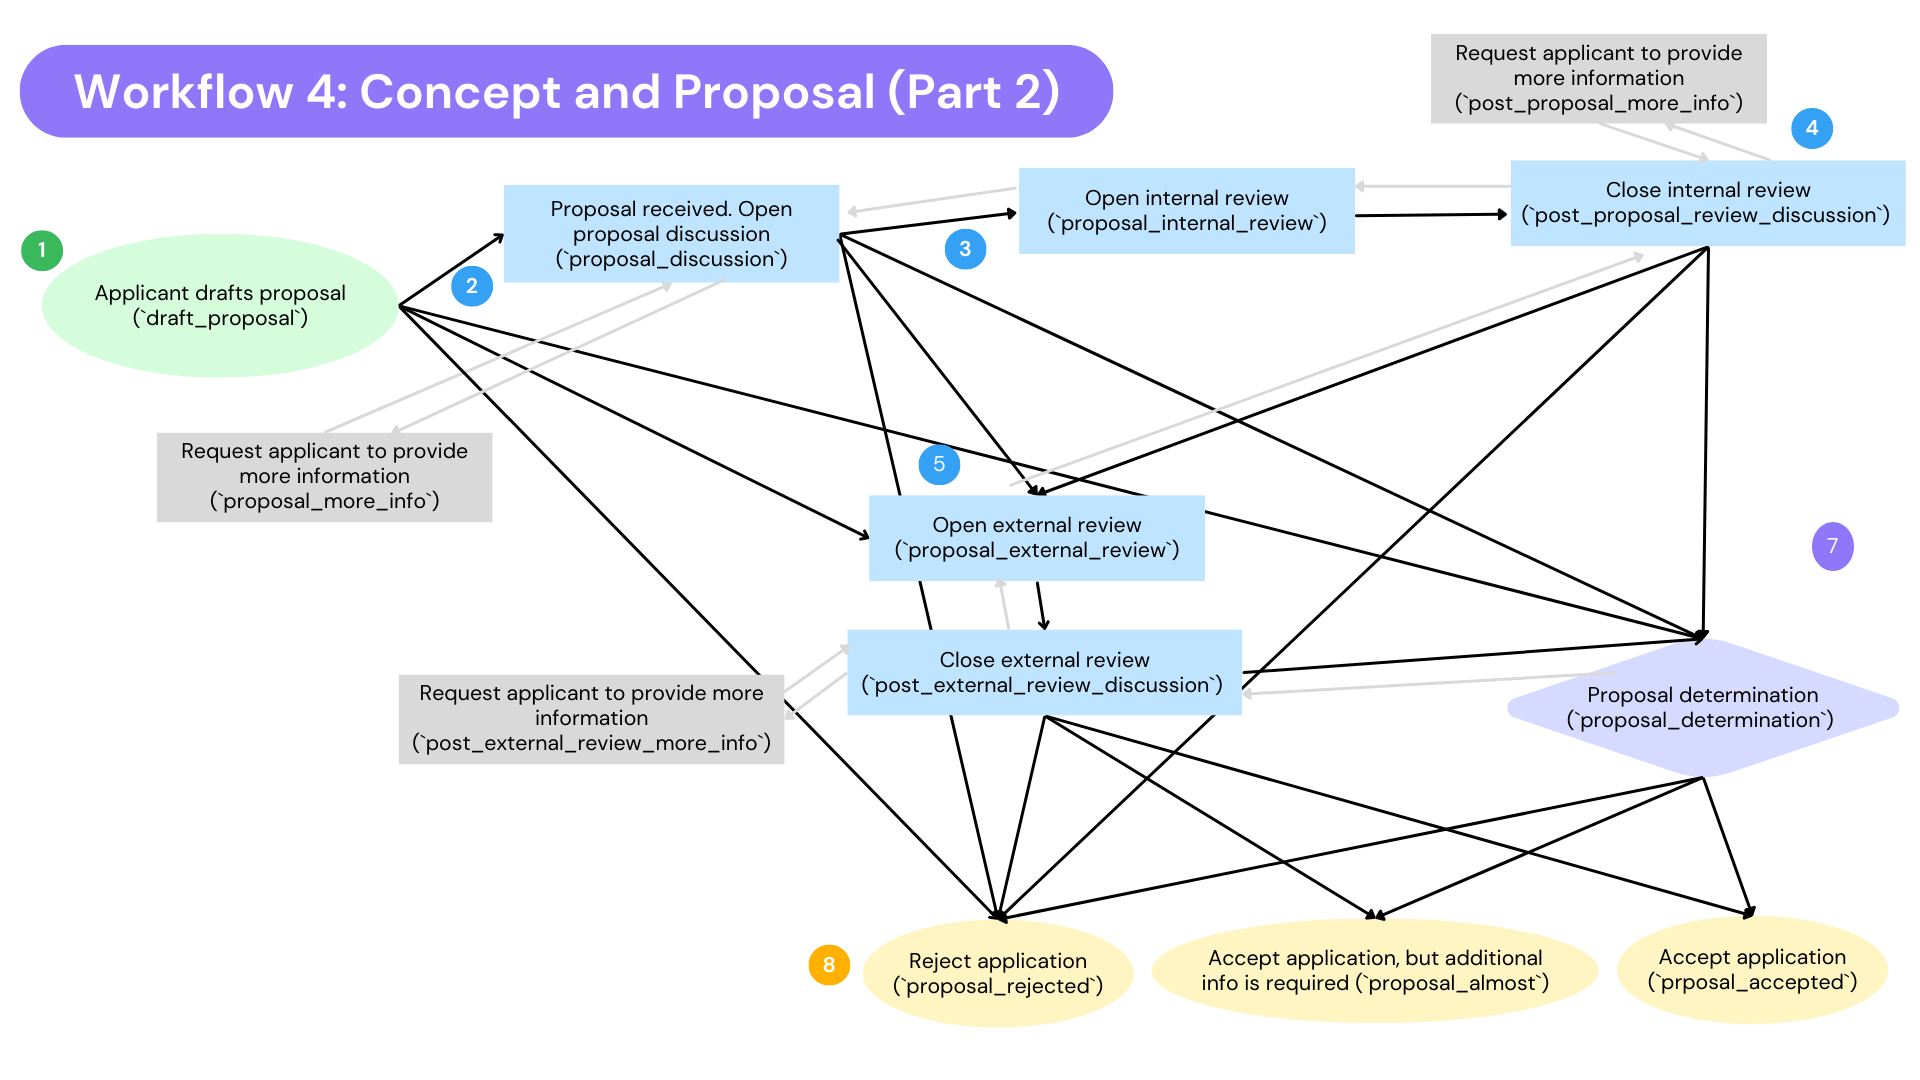 Workflow 4: Concept and Proposal (Part 2)
Request applicant to provide
more information
(`post_proposal_more_info`)
4
1
Applicant drafts proposal
(`draft_proposal`)
2
Proposal received. Open
proposal discussion
(`proposal_discussion`)
3
Open internal review
(`proposal_internal_review`)
Close internal review
(`post_proposal_review_discussion`)
Request applicant to provide
more information
(`proposal_more_info`)
5
Open external review
(`proposal_external_review`)
7
Request applicant to provide more
information
(`post_external_review_more_info`)
Close external review
(`post_external_review_discussion`)
Proposal determination
(`proposal_determination`)
8
Reject application
(`proposal_rejected`)
Accept application, but additional
info is required (`proposal_almost`)
Accept application
(`prposal_accepted`)